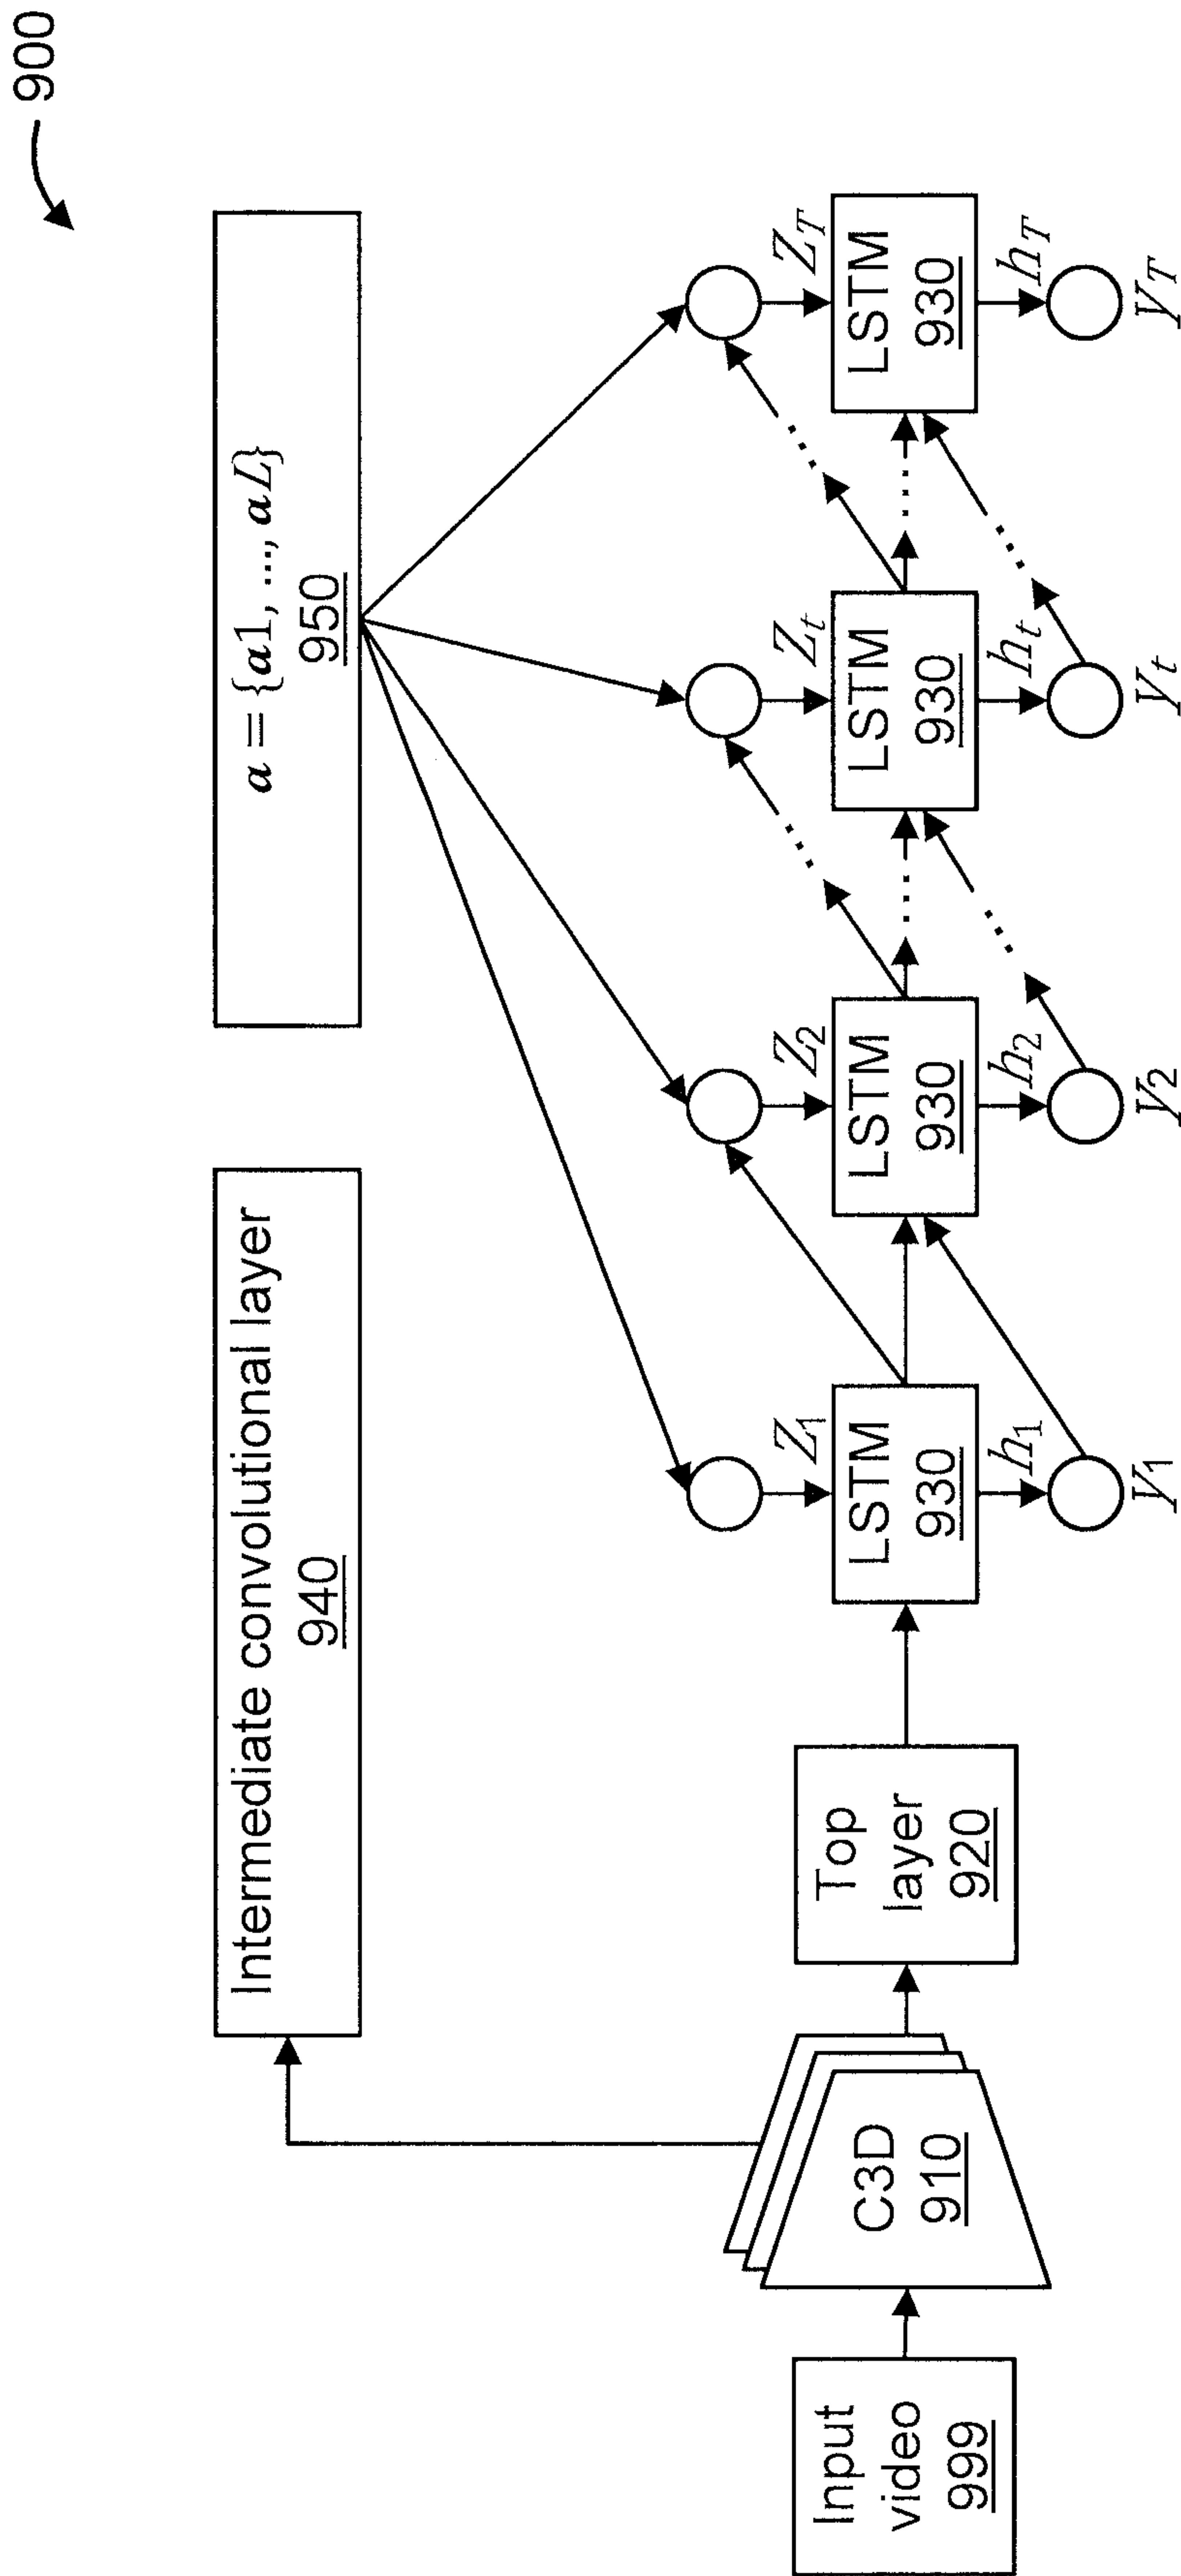 900
Intermediate convolutional layer
940
a = {a1, ..., aL}
950
Z1
Z2
Zt
ZT
Input
video
999
C3D
910
Top
layer
920
LSTM
930
LSTM
930
LSTM
930
LSTM
930
h1
h2
ht
hT
y1
y2
yt
yT